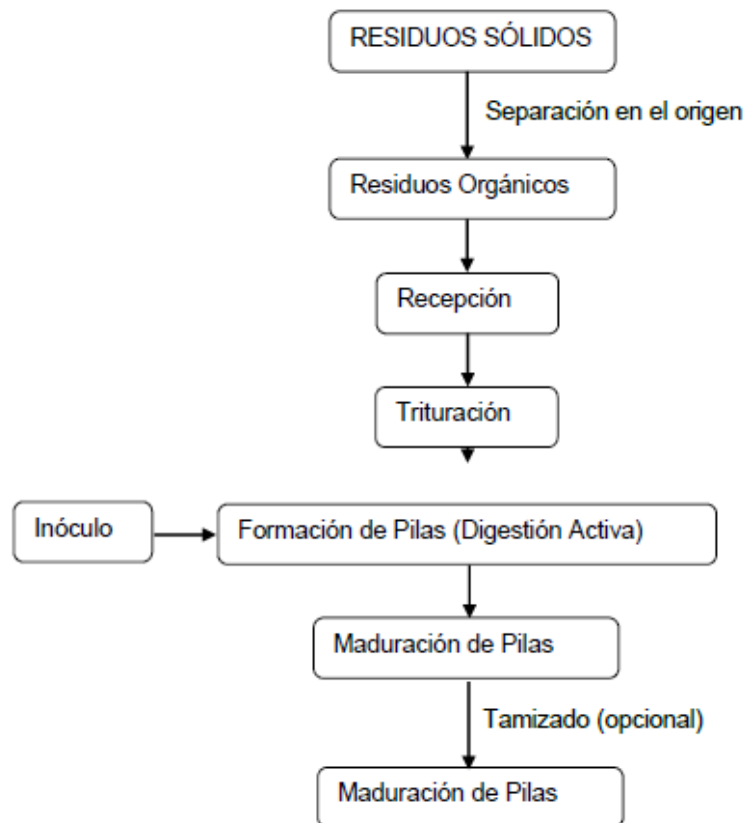 RESIDUOS SÓLIDOS
Separación en el origen
Residuos Orgánicos
Recepción
Trituración
Inóculo
Formación de Pilas (Digestión Activa)
Maduración de Pilas
Tamizado (opcional)
Maduración de Pilas